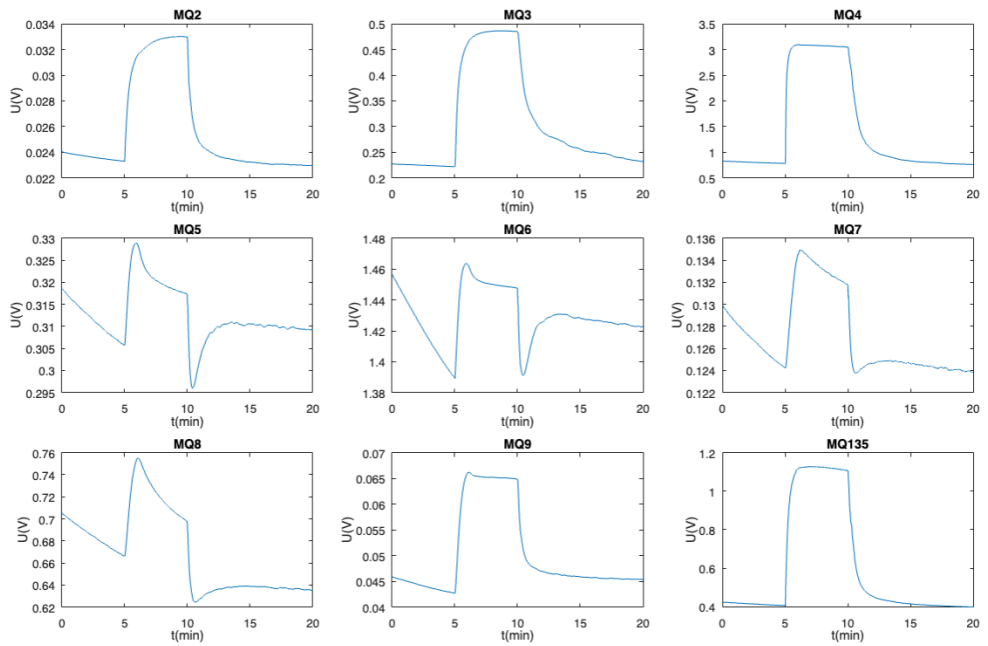 MQ2
0.034
0.032
0.03
0.028
0.026
0.024
0.022
U(V)
0 5 10 15 20
t(min)
MQ3
0.5
0.45
0.4
0.35
0.3
0.25
0.2
U(V)
0 5 10 15 20
t(min)
MQ4
3.5
3
2.5
2
1.5
1
0.5
U(V)
0 5 10 15 20
t(min)
MQ5
0.33
0.325
0.32
0.315
0.31
0.305
0.3
0.295
U(V)
0 5 10 15 20
t(min)
MQ6
1.48
1.46
1.44
1.42
1.4
1.38
U(V)
0 5 10 15 20
t(min)
MQ7
0.136
0.134
0.132
0.13
0.128
0.126
0.124
0.122
U(V)
0 5 10 15 20
t(min)
MQ8
0.76
0.74
0.72
0.7
0.68
0.66
0.64
0.62
U(V)
0 5 10 15 20
t(min)
MQ9
0.07
0.065
0.06
0.055
0.05
0.045
0.04
U(V)
0 5 10 15 20
t(min)
MQ135
1.2
1
0.8
0.6
0.4
U(V)
0 5 10 15 20
t(min)